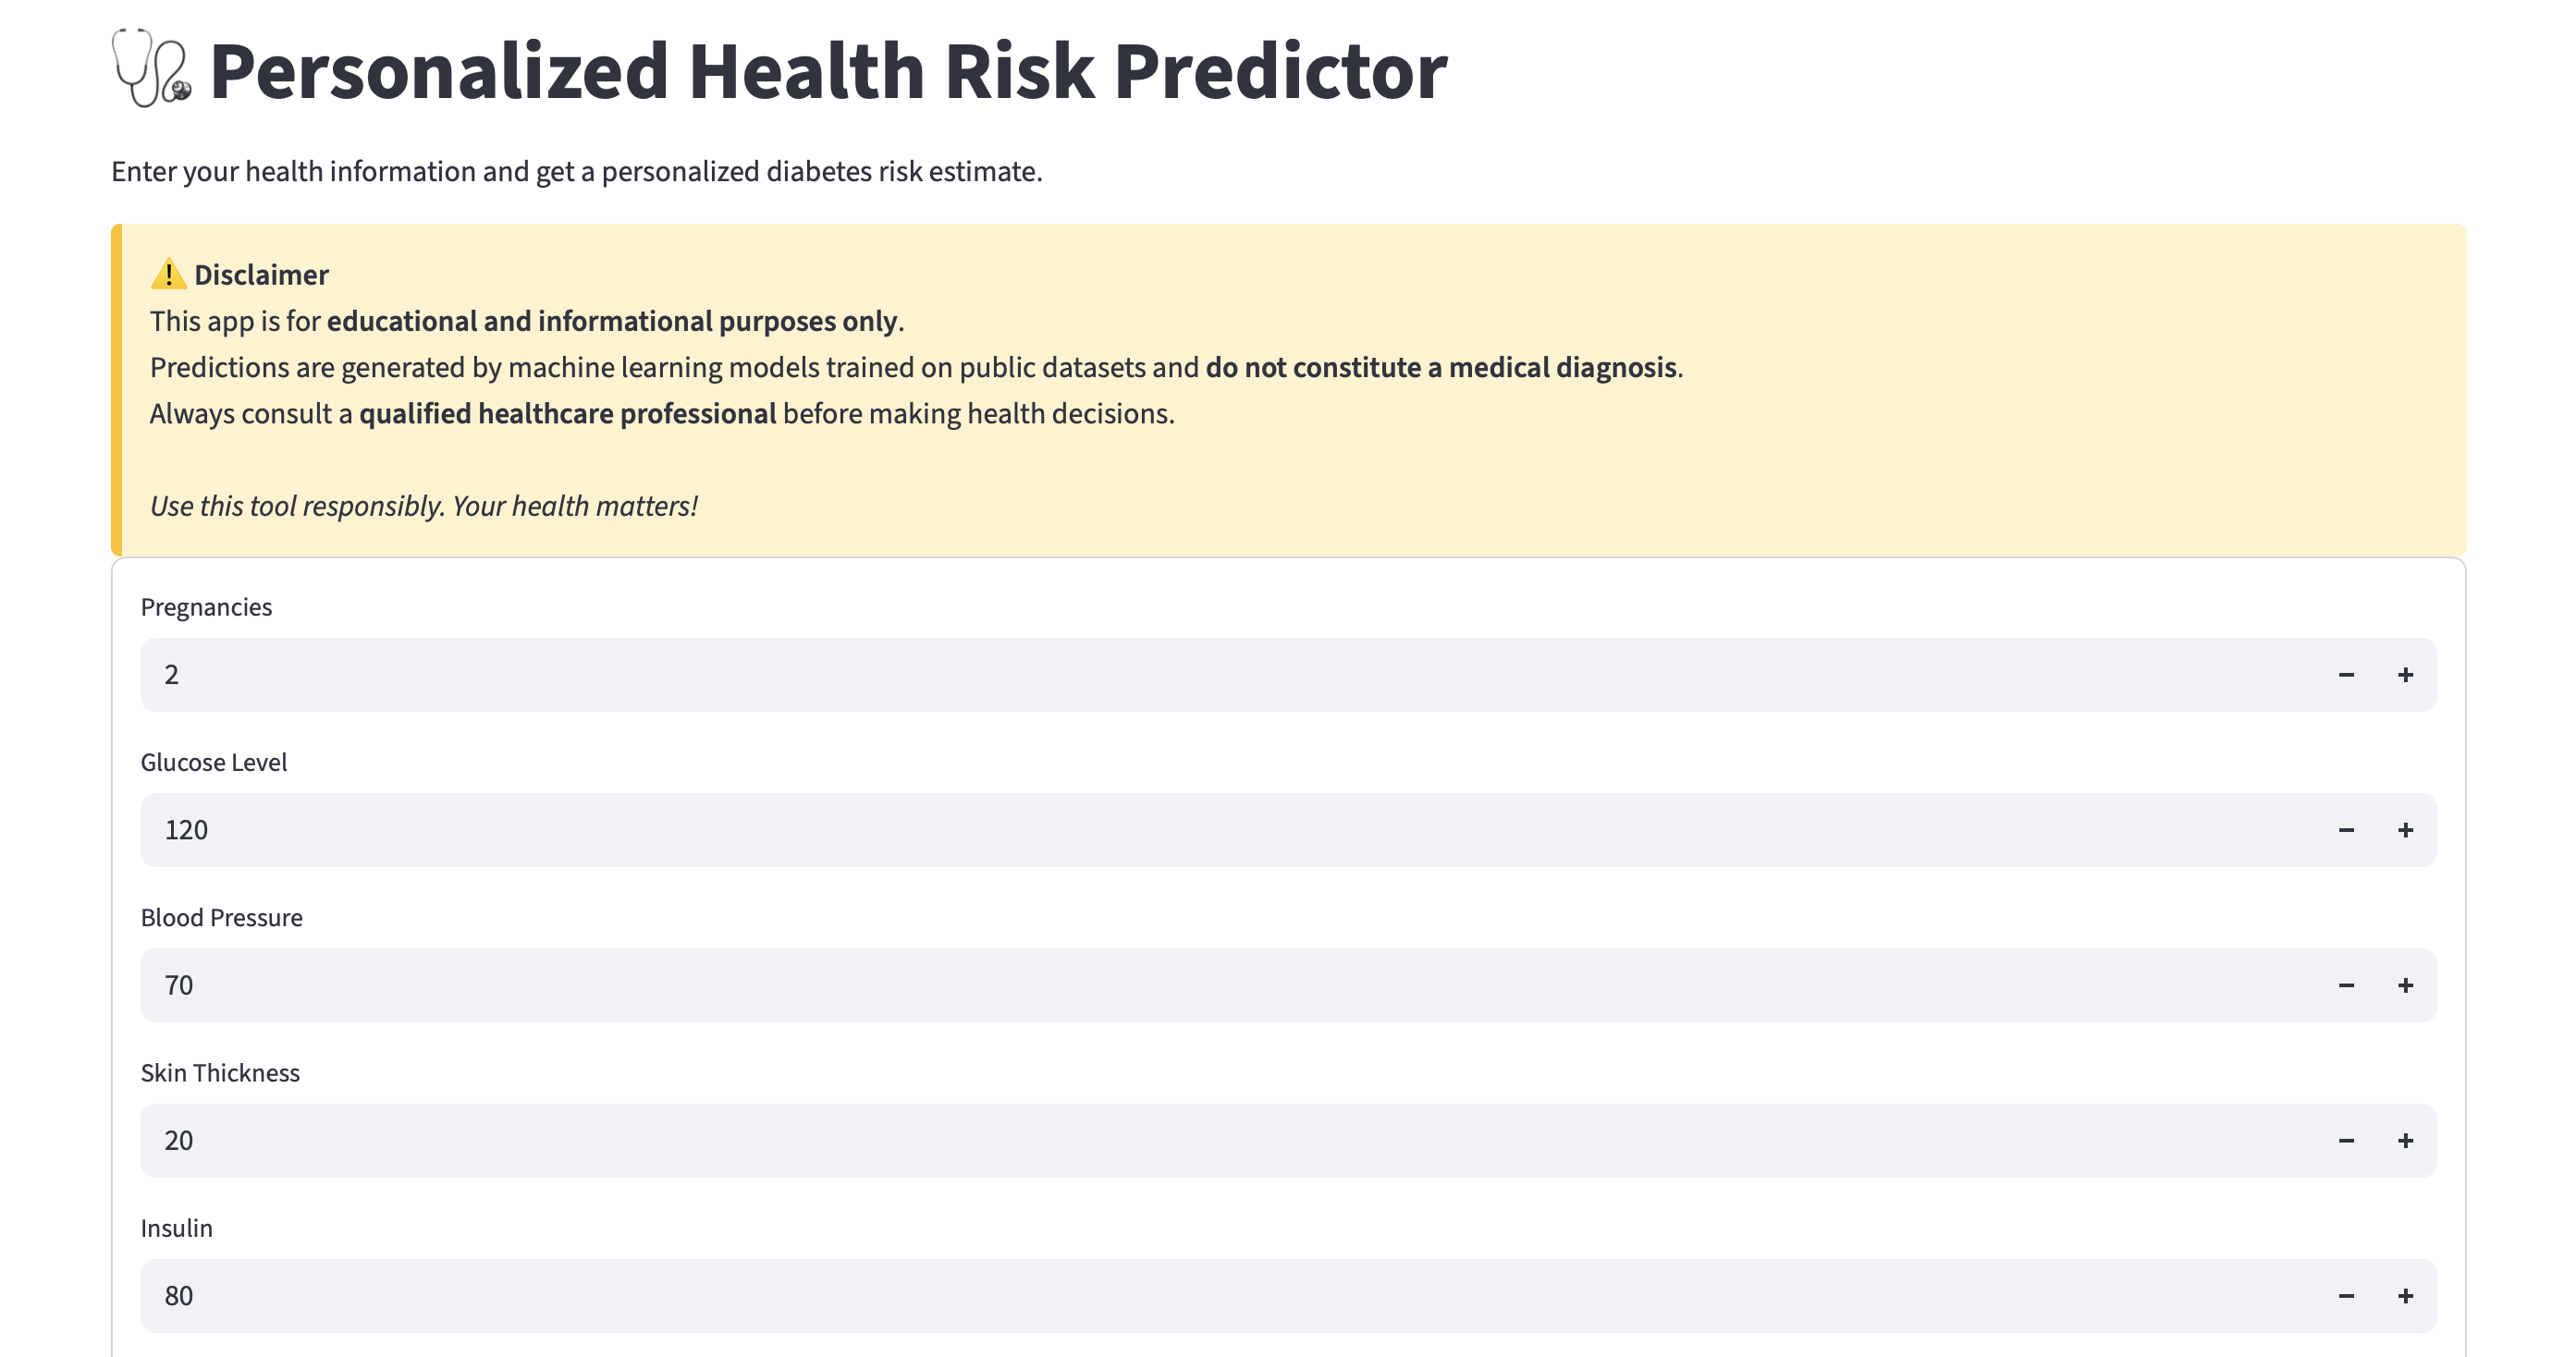 Personalized Health Risk Predictor
Enter your health information and get a personalized diabetes risk estimate.
⚠️ Disclaimer
This app is for educational and informational purposes only.
Predictions are generated by machine learning models trained on public datasets and do not constitute a medical diagnosis.
Always consult a qualified healthcare professional before making health decisions.
Use this tool responsibly. Your health matters!
Pregnancies
2
Glucose Level
120
Blood Pressure
70
Skin Thickness
20
Insulin
80